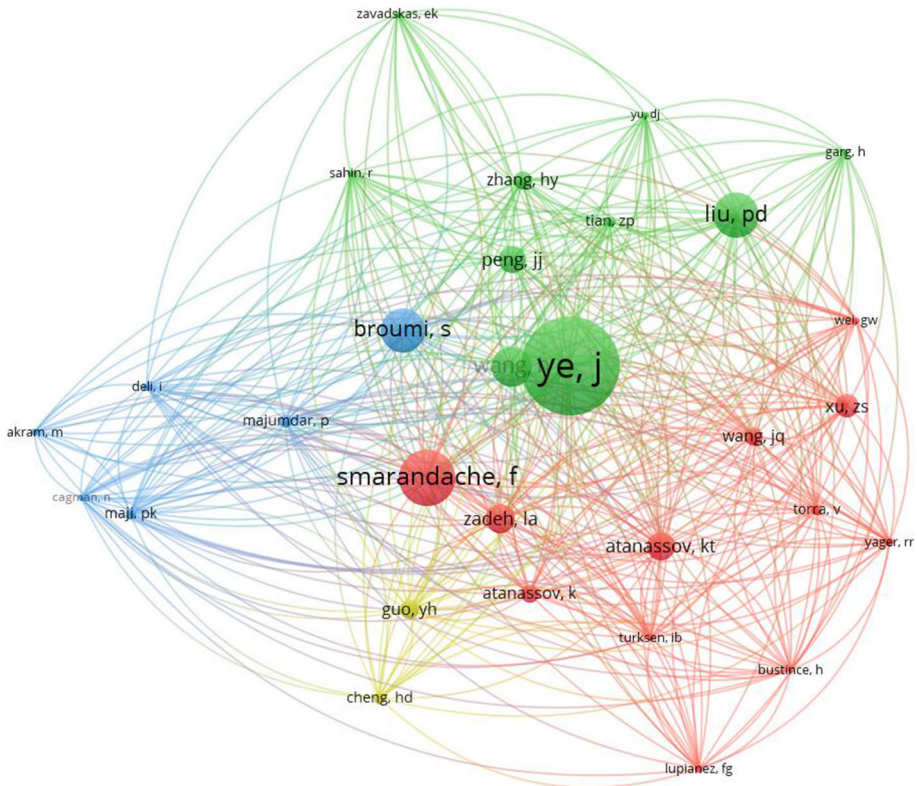 zavadskas, ek
yu, dj
garg, h
sahin, r
zhang, hy
tian, zp
liu, pd
peng, jj
wei, gw
broumi, s
wang,
ye, j
deli, i
xu, zs
majumdar, p
akram, m
wang, jq
smarandache, f
cagman, n
maji, pk
torra, v
zadeh, la
yager, rr
atanassov, kt
atanassov, k
guo, yh
turksen, ib
bustince, h
cheng, hd
lupianez, fg